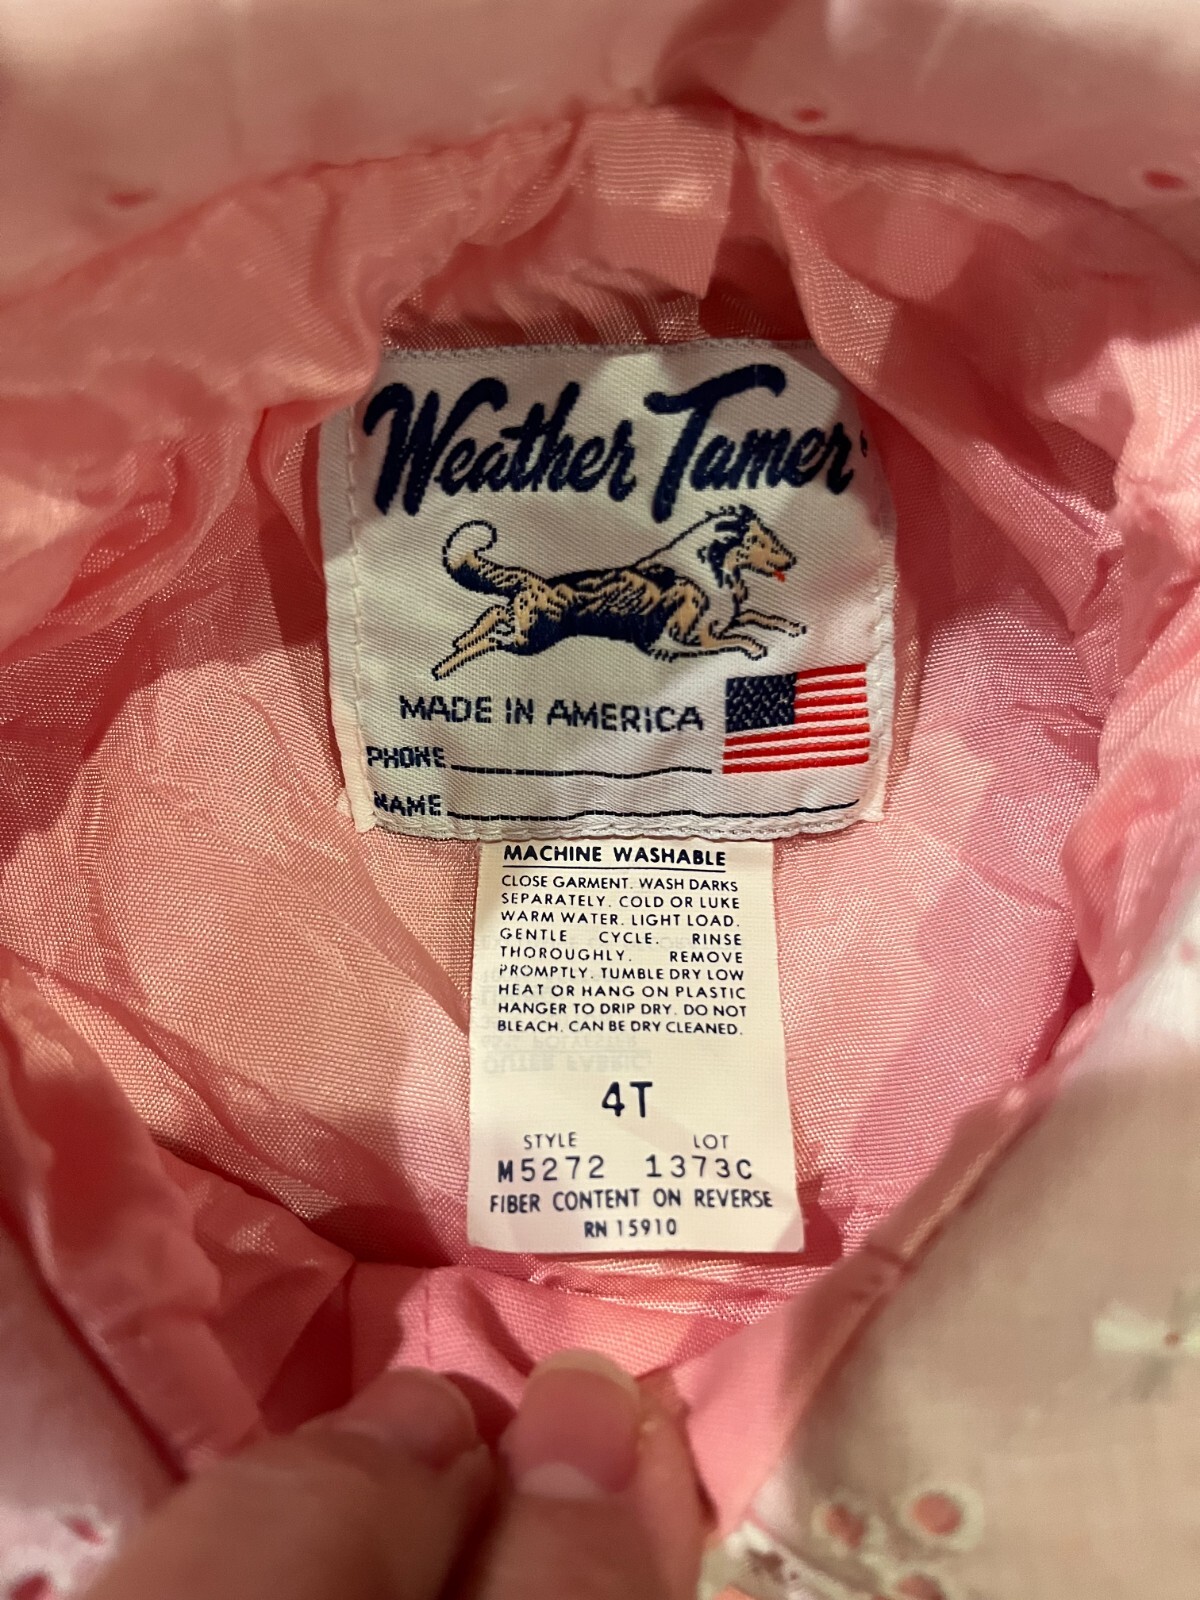 Weather Tamer
MADE IN AMERICA
PHONE
NAME
MACHINE WASHABLE
CLOSE GARMENT. WASH DARKS
SEPARATELY. COLD OR LUKE
WARM WATER. LIGHT LOAD.
GENTLE CYCLE. RINSE
THOROUGHLY. REMOVE
PROMPTLY. TUMBLE DRY LOW
HEAT OR HANG ON PLASTIC
HANGER TO DRIP DRY. DO NOT
BLEACH. CAN BE DRY CLEANED.
OUTER FABRIC
4T
STYLE LOT
M5272 1373C
FIBER CONTENT ON REVERSE
RN 15910